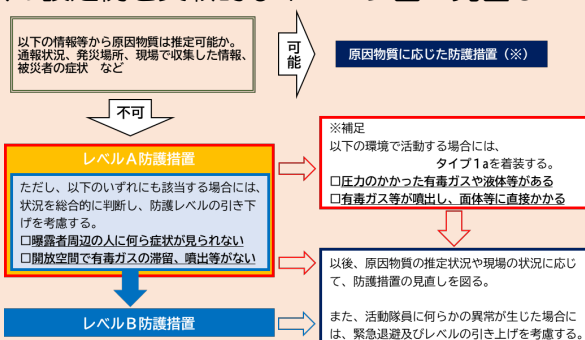 以下の情報等から原因物質は推定可能か。
通報状況、発災場所、現場で収集した情報、
被災者の症状 など
可能
原因物質に応じた防護措置（※）
不可
レベルA防護措置
ただし、以下のいずれにも該当する場合には、
状況を総合的に判断し、防護レベルの引き下
げを考慮する。
□曝露者周辺の人に何ら症状が見られない
□開放空間で有毒ガスの滞留、噴出等がない
※補足
以下の環境で活動する場合には、
タイプ1aを着装する。
□圧力のかかった有毒ガスや液体等がある
□有毒ガス等が噴出し、面体等に直接かかる
レベルB防護措置
以後、原因物質の推定状況や現場の状況に応じ
て、防護措置の見直しを図る。
また、活動隊員に何らかの異常が生じた場合に
は、緊急退避及びレベルの引き上げを考慮する。